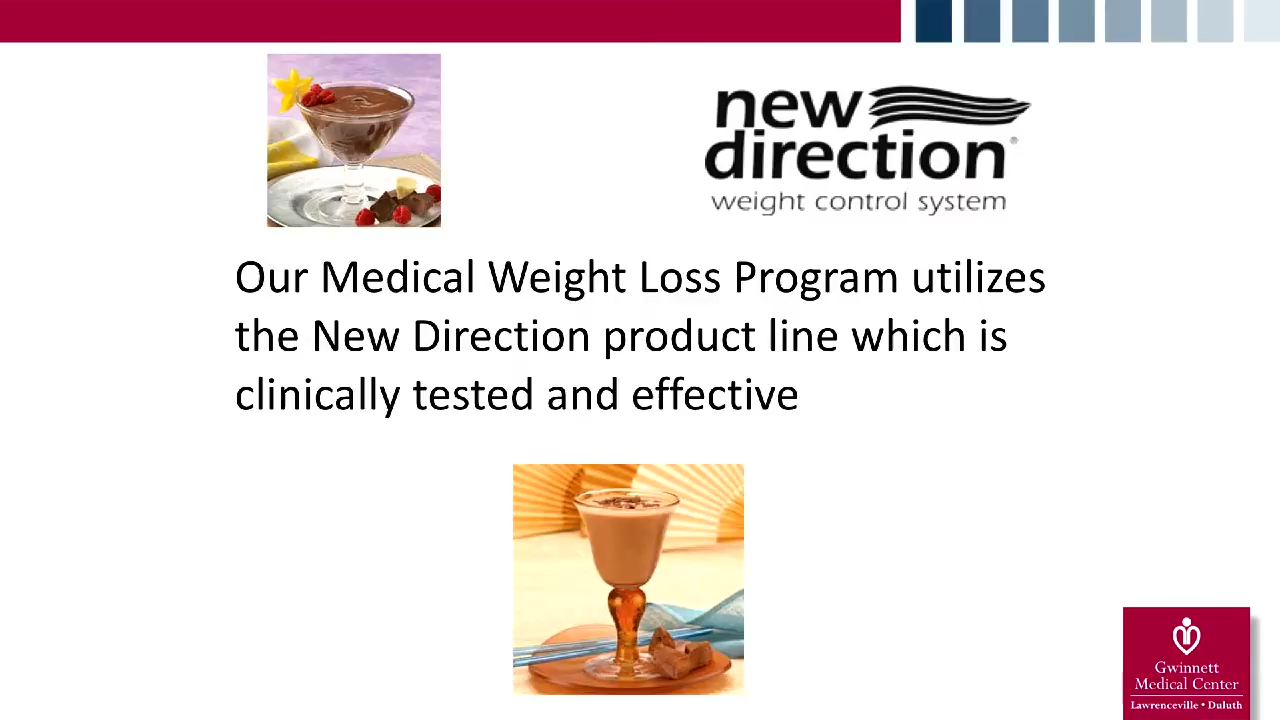 new
direction®
weight control system
Our Medical Weight Loss Program utilizes
the New Direction product line which is
clinically tested and effective
Gwinnett
Medical Center
Lawrenceville • Duluth